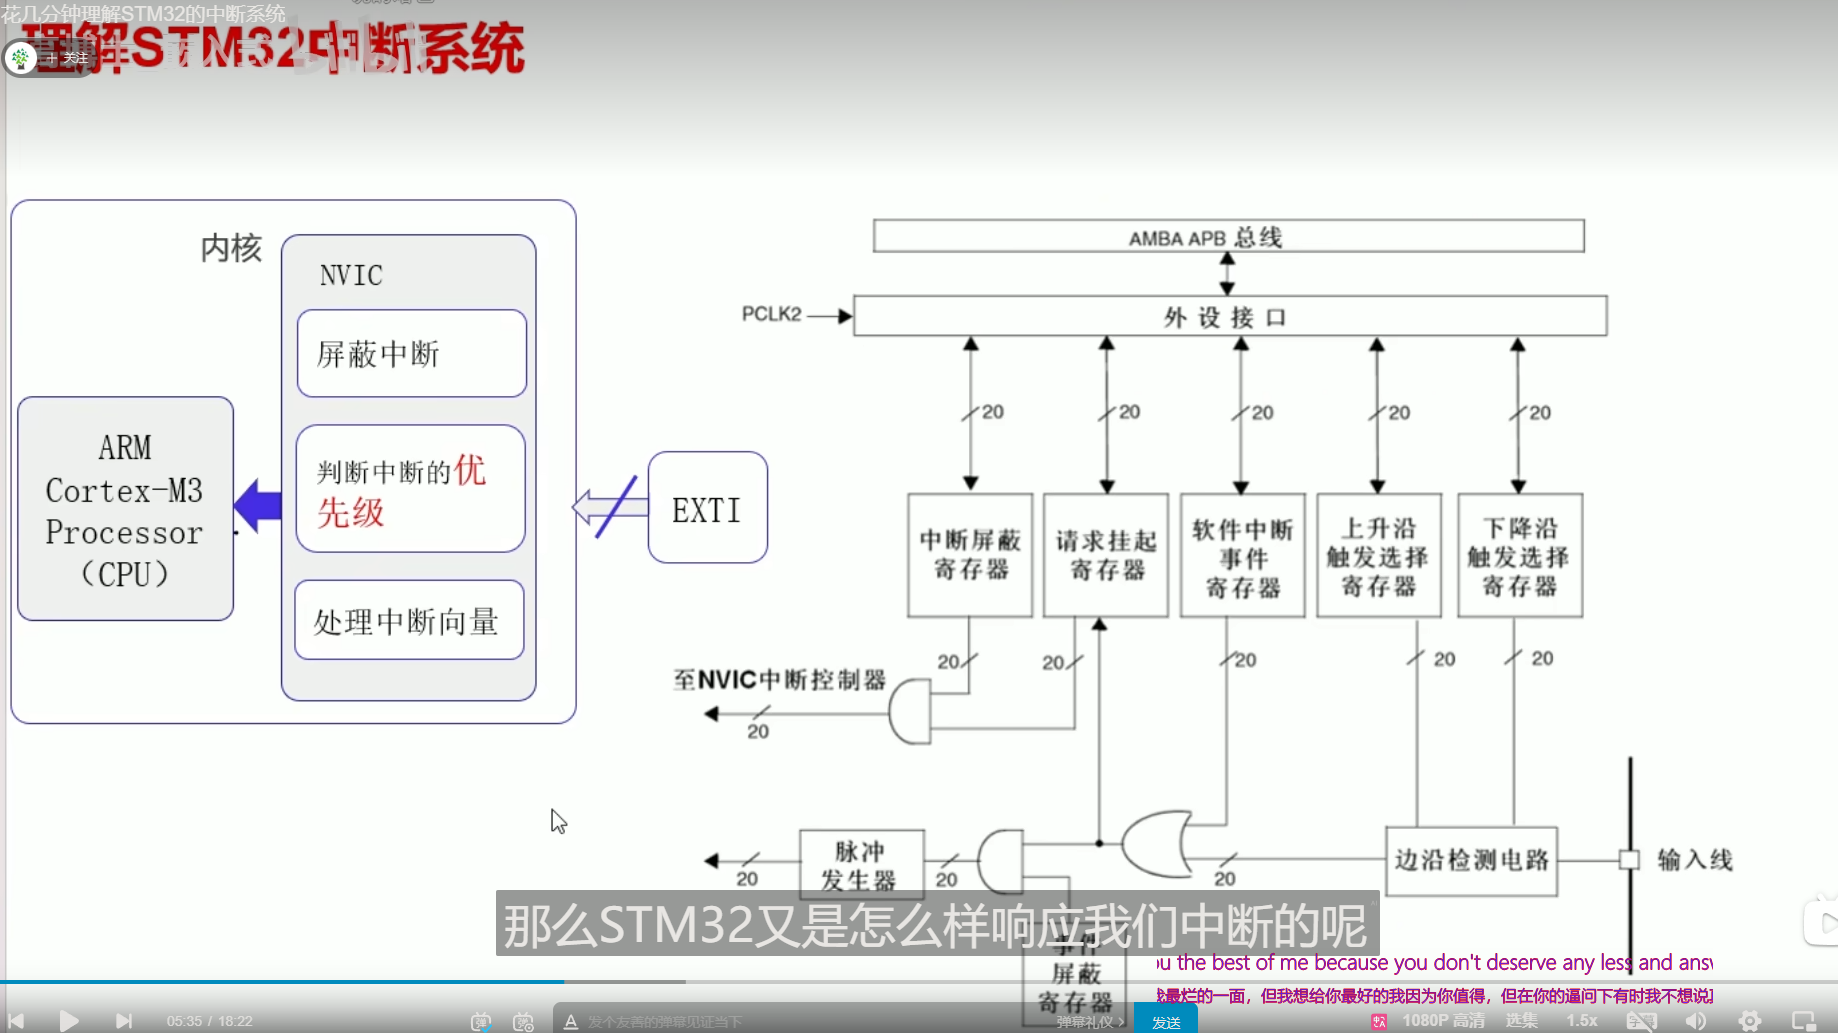 花几分钟理解STM32的中断系统
理解STM32中断系统
+ 关注
内核
NVIC
屏蔽中断
判断中断的优
先级
处理中断向量
ARM
Cortex-M3
Processor
（CPU）
EXTI
AMBA APB 总线
PCLK2
外设接口
20
20
20
20
20
中断屏蔽
寄存器
请求挂起
寄存器
软件中断
事件
寄存器
上升沿
触发选择
寄存器
下降沿
触发选择
寄存器
20
20
20
20
20
至NVIC中断控制器
20
脉冲
发生器
20
20
20
边沿检测电路
输入线
事件
屏蔽
寄存器
那么STM32又是怎么样响应我们中断的呢
the best of me because you don't deserve any less and
最烂的一面，但我想给你最好的我因为你值得，但在你的逼问下有时我不想说
05:35 / 18:22
发个友善的弹幕见证当下
弹幕礼仪 >
发送
1080P 高清
选集
1.5x